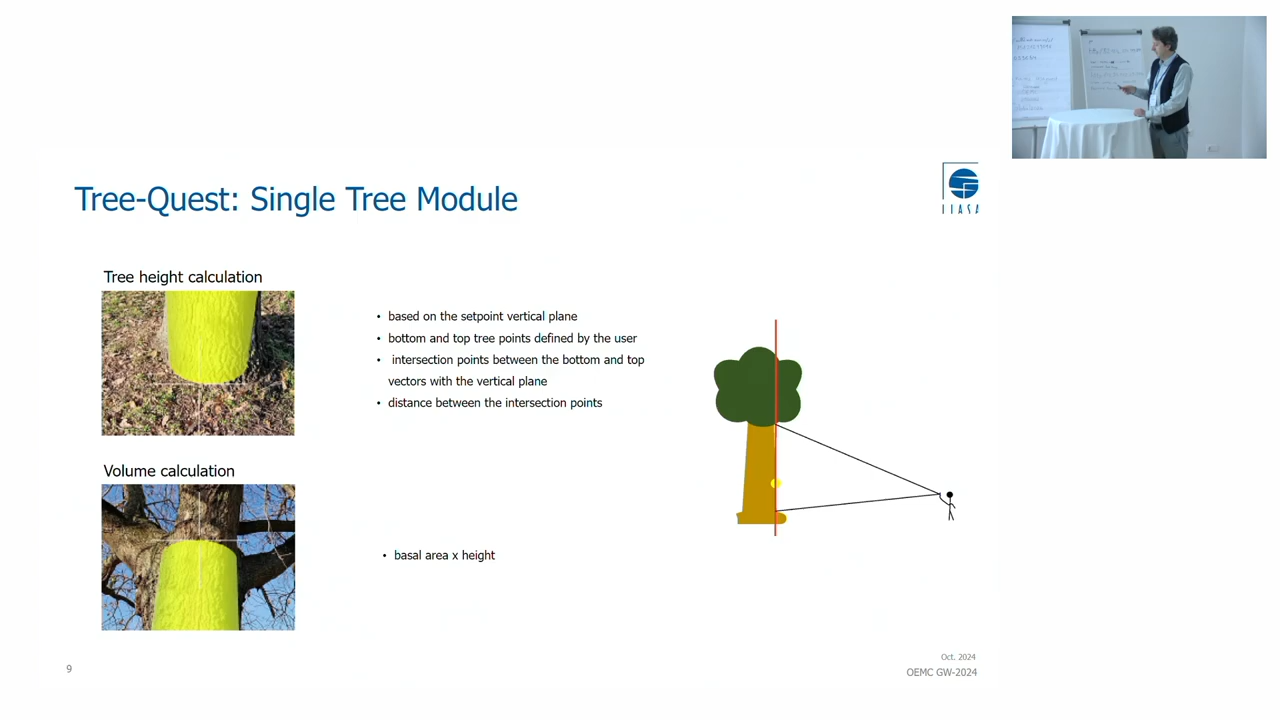 Tree-Quest: Single Tree Module
IIASA
Tree height calculation
• based on the setpoint vertical plane
• bottom and top tree points defined by the user
• intersection points between the bottom and top
vectors with the vertical plane
• distance between the intersection points
Volume calculation
• basal area x height
9
Oct. 2024
OEMC GW-2024